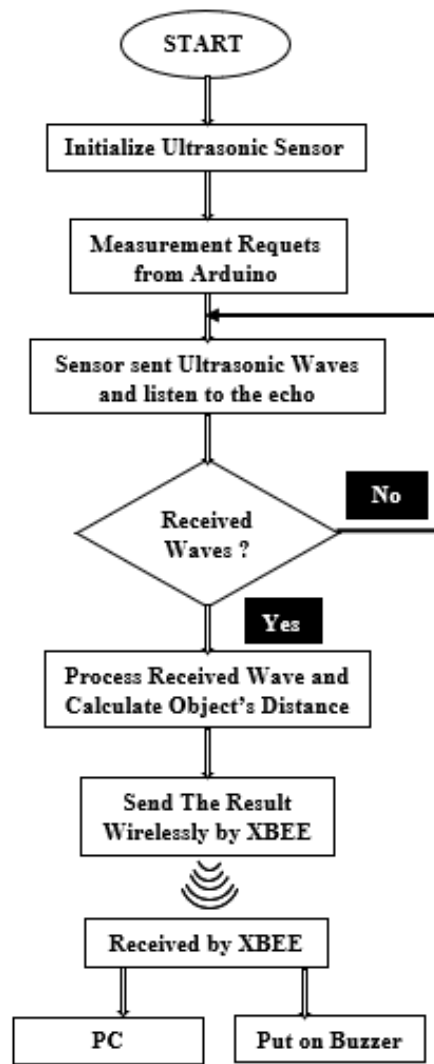 START
Initialize Ultrasonic Sensor
Measurement Requets
from Arduino
Sensor sent Ultrasonic Waves
and listen to the echo
No
Received
Waves ?
Yes
Process Received Wave and
Calculate Object's Distance
Send The Result
Wirelessly by XBEE
Received by XBEE
PC
Put on Buzzer